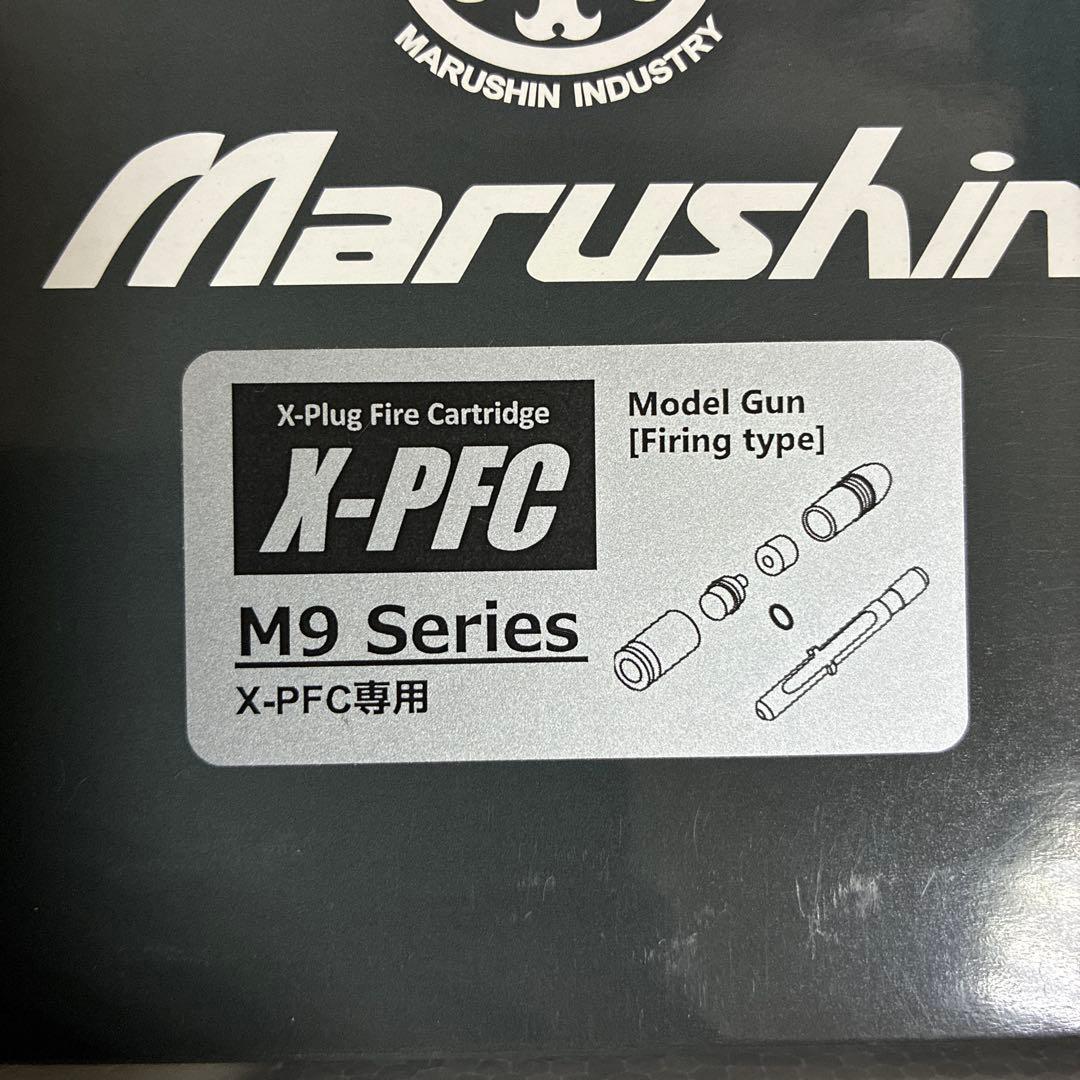 MARUSHIN INDUSTRY
Marushin
X-Plug Fire Cartridge
X-PFC
Model Gun
[Firing type]
M9 Series
X-PFC専用